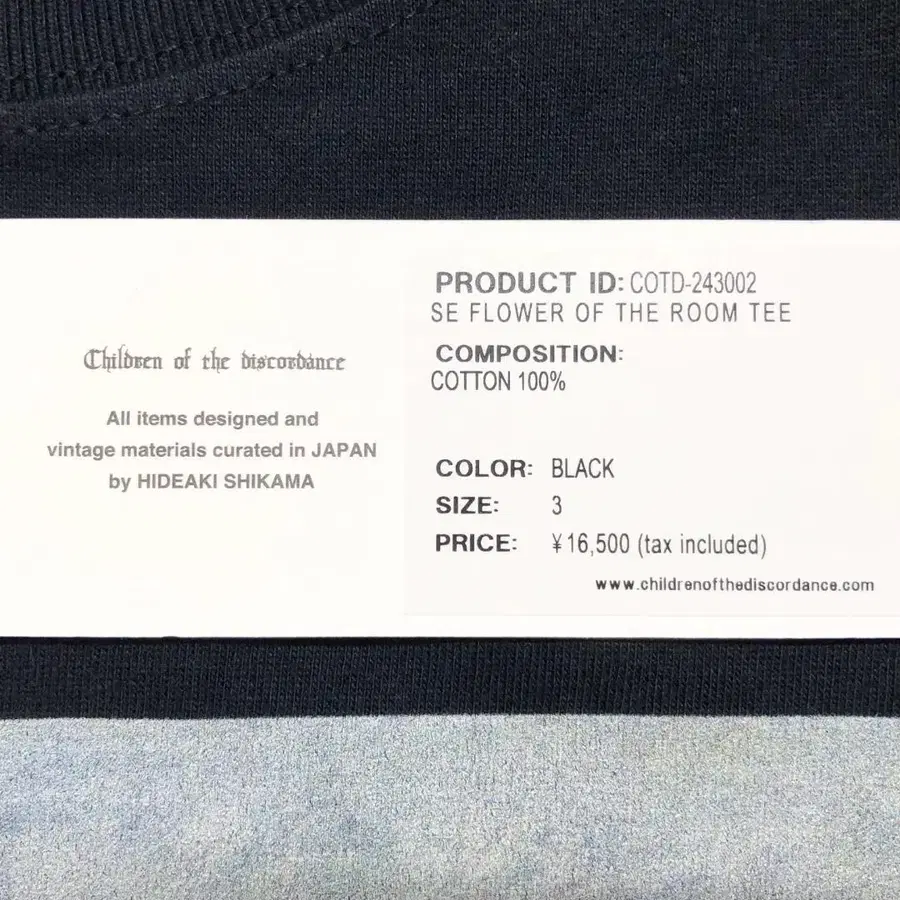 Children of the discordance
All items designed and
vintage materials curated in JAPAN
by HIDEAKI SHIKAMA
PRODUCT ID: COTD-243002
SE FLOWER OF THE ROOM TEE
COMPOSITION:
COTTON 100%
COLOR: BLACK
SIZE: 3
PRICE: ¥16,500 (tax included)
www.childrenofthediscordance.com